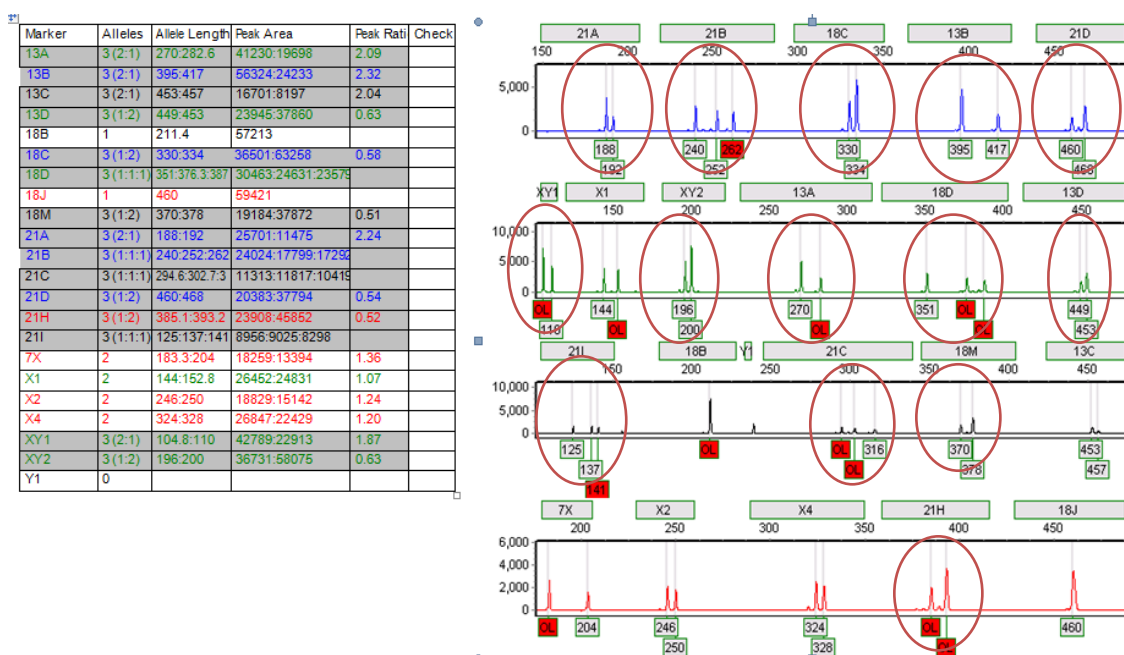 Marker Alleles Allele Length Peak Area Peak Rati Check
13A 3 (2:1) 270:282.6 41230:19698 2.09
13B 3 (2:1) 395:417 56324:24233 2.32
13C 3 (2:1) 453:457 16701:8197 2.04
13D 3 (1:2) 449:453 23945:37860 0.63
18B 1 211.4 57213
18C 3 (1:2) 330:334 36501:63258 0.58
18D 3 (1:1:1) 351:376.3:387 30463:24631:23579
18J 1 460 59421
18M 3 (1:2) 370:378 19184:37872 0.51
21A 3 (2:1) 188:192 25701:11475 2.24
21B 3 (1:1:1) 240:252:262 24024:17799:17292
21C 3 (1:1:1) 294.6:302.7:3 11313:11817:10419
21D 3 (1:2) 460:468 20383:37794 0.54
21H 3 (1:2) 385.1:393.2 23908:45852 0.52
21I 3 (1:1:1) 125:137:141 8956:9025:8298
7X 2 183.3:204 18259:13394 1.36
X1 2 144:152.8 26452:24831 1.07
X2 2 246:250 18829:15142 1.24
X4 2 324:328 26847:22429 1.20
XY1 3 (2:1) 104.8:110 42789:22913 1.87
XY2 3 (1:2) 196:200 36731:58075 0.63
Y1 0
21A 21B 18C 13B 21D
150 200 250 300 350 400 450
5,000
0
188 240 262 330 395 417 460
192 252 334 468
XY1 X1 XY2 13A 18D 13D
150 200 250 300 350 400 450
10,000
5,000
0
OL 144 196 270 351 OL 449
110 OL 200 OL OL 453
21I 18B Y1 21C 18M 13C
150 200 250 300 350 400 450
10,000
5,000
0
125 OL OL 316 370 453
137 OL 378 457
141
7X X2 X4 21H 18J
200 250 300 350 400 450
6,000
4,000
2,000
0
OL 204 246 324 OL 460
250 328 OL